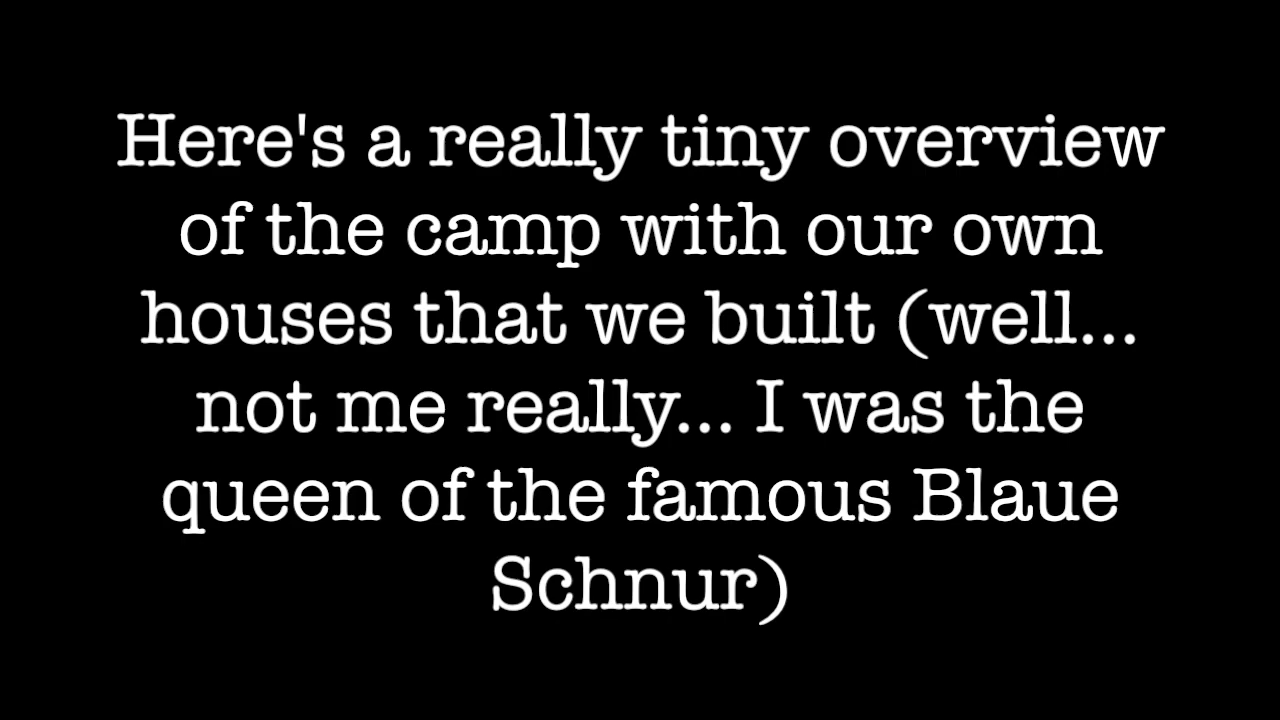 Here's a really tiny overview
of the camp with our own
houses that we built (well...
not me really... I was the
queen of the famous Blaue
Schnur)